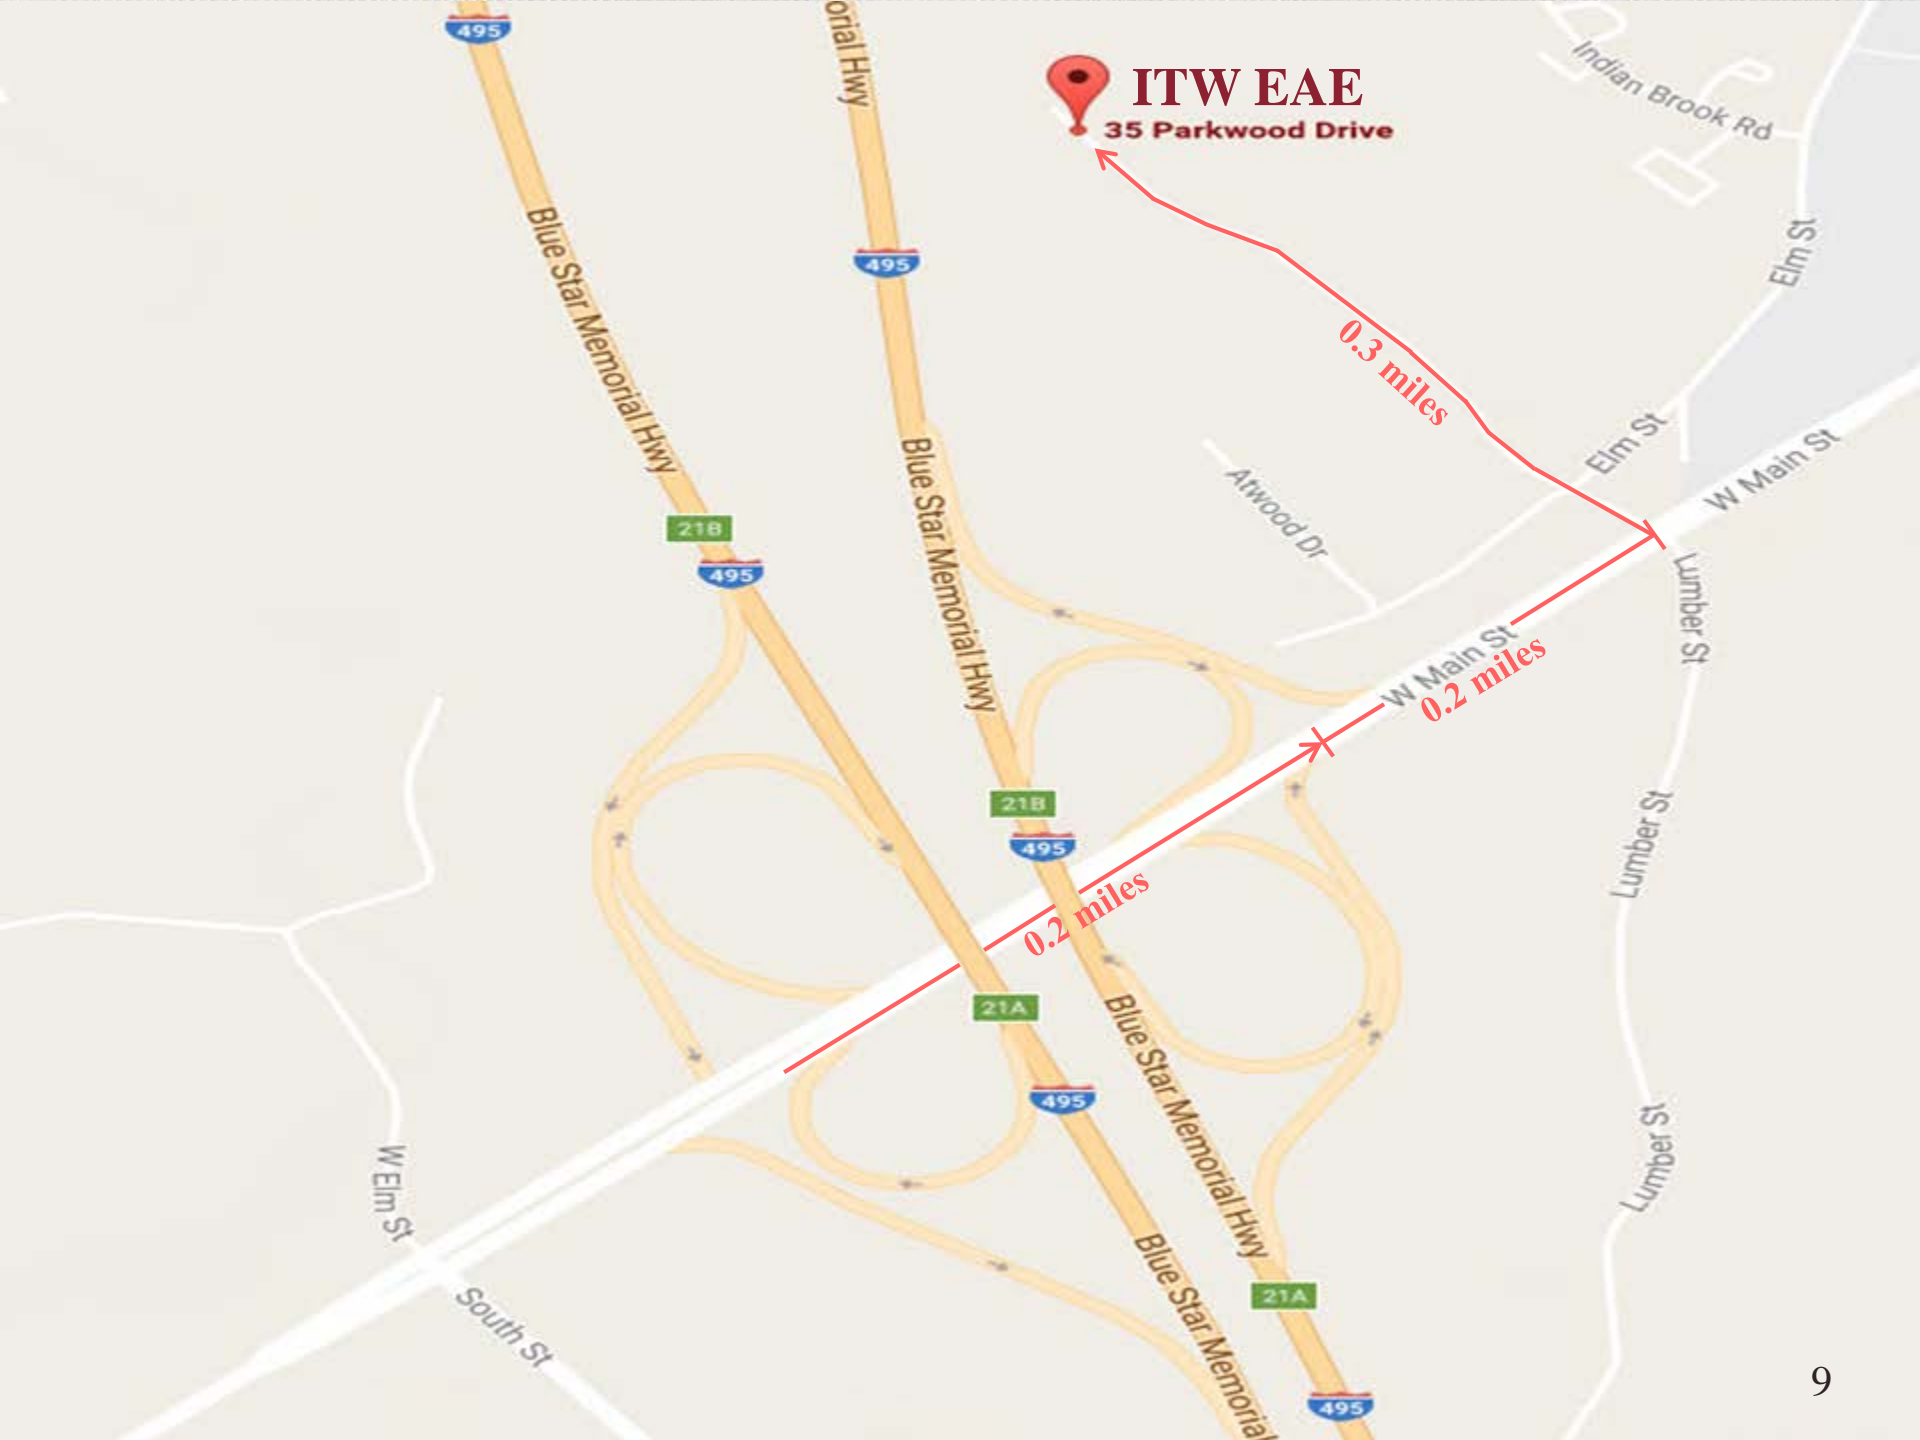 495
orial Hwy
ITW EAE
35 Parkwood Drive
Indian Brook Rd
Blue Star Memorial Hwy
495
Elm St
0.3 miles
Elm St
W Main St
Blue Star Memorial Hwy
Atwood Dr
21B
495
Lumber St
W Main St
0.2 miles
21B
495
Lumber St
0.2 miles
21A
Blue Star Memorial Hwy
495
Lumber St
W Elm St
Blue Star Memorial
South St
21A
495
9